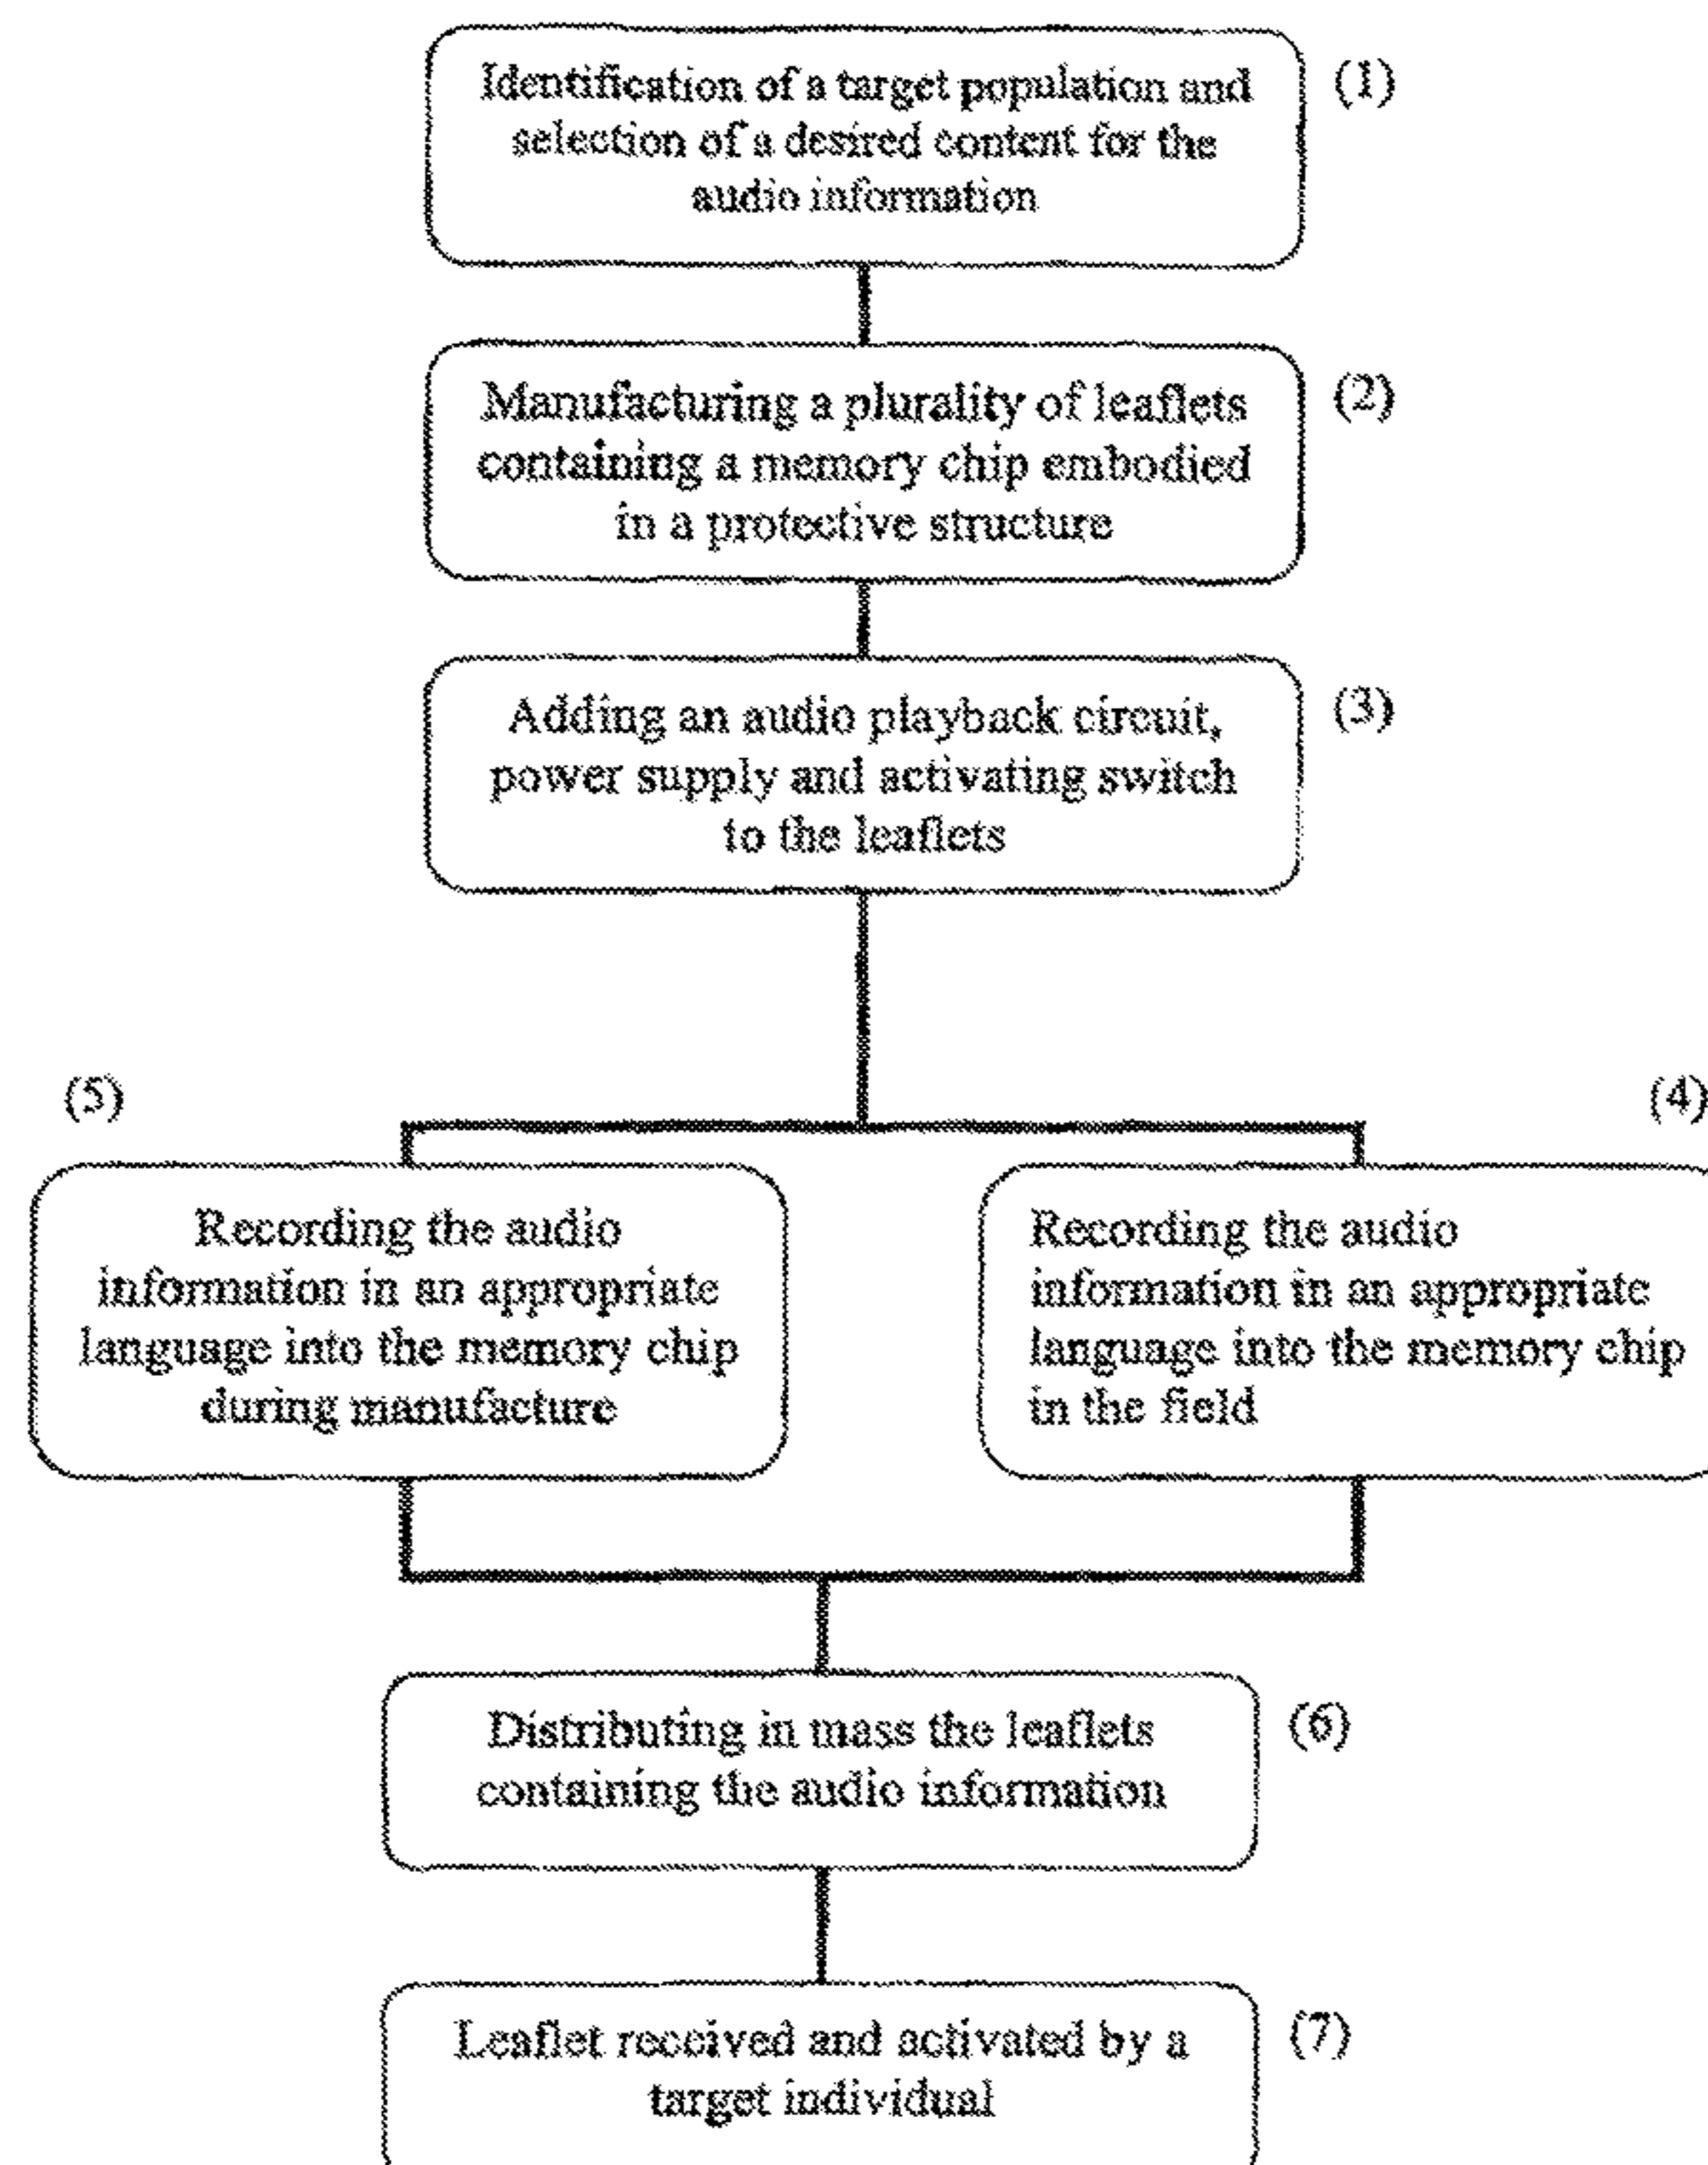 Identification of a target population and
selection of a desired content for the
audio information
(1)
Manufacturing a plurality of leaflets
containing a memory chip embodied
in a protective structure
(2)
Adding an audio playback circuit,
power supply and activating switch
to the leaflets
(3)
(5)
Recording the audio
information in an appropriate
language into the memory chip
during manufacture
(4)
Recording the audio
information in an appropriate
language into the memory chip
in the field
Distributing in mass the leaflets
containing the audio information
(6)
Leaflet received and activated by a
target individual
(7)